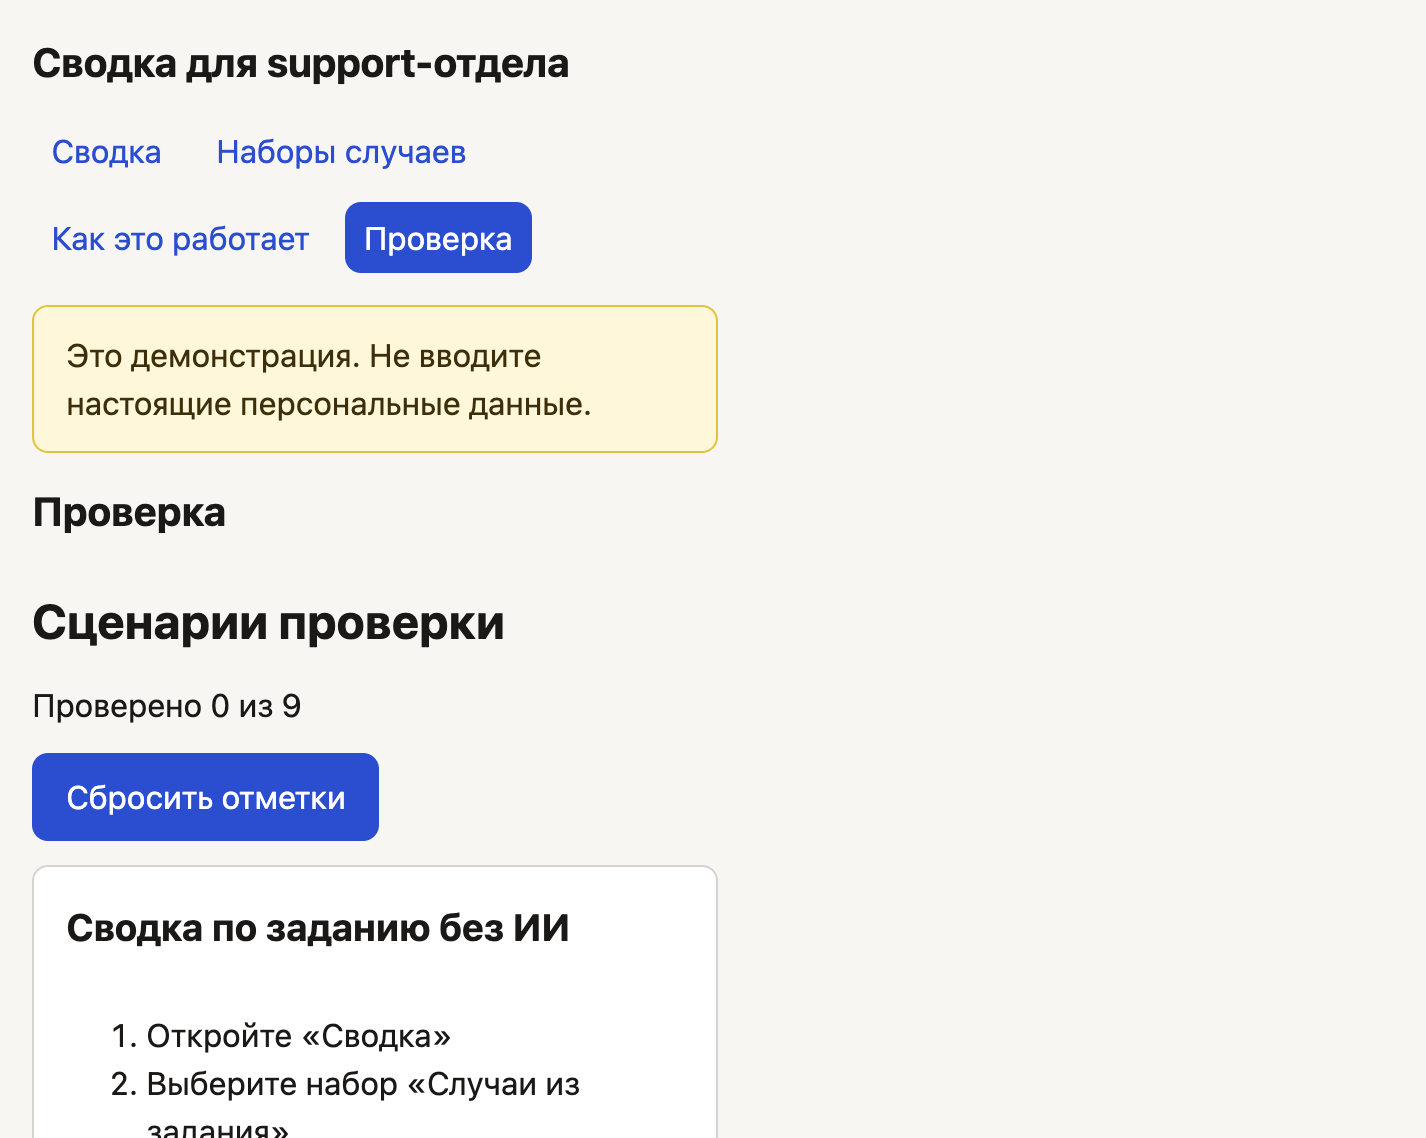 Сводка для support-отдела
Сводка Наборы случаев
Как это работает Проверка
Это демонстрация. Не вводите
настоящие персональные данные.
Проверка
Сценарии проверки
Проверено 0 из 9
Сбросить отметки
Сводка по заданию без ИИ
1. Откройте «Сводка»
2. Выберите набор «Случаи из
задания»